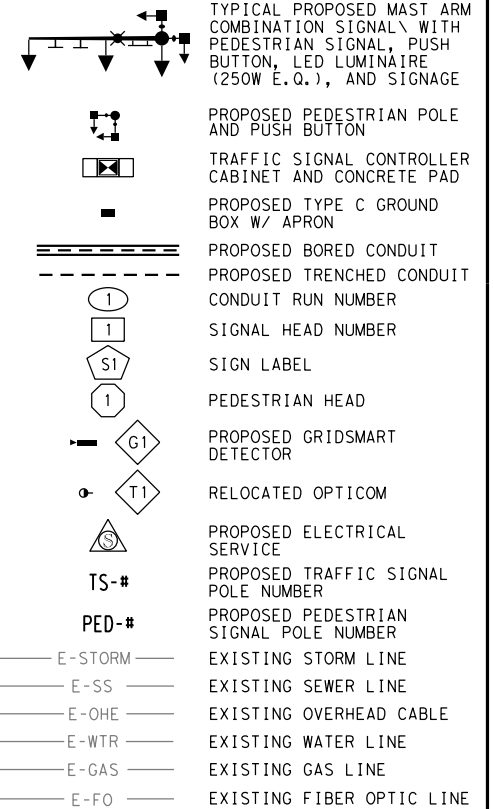 TYPICAL PROPOSED MAST ARM
COMBINATION SIGNAL\ WITH
PEDESTRIAN SIGNAL, PUSH
BUTTON, LED LUMINAIRE
(250W E.Q.), AND SIGNAGE
PROPOSED PEDESTRIAN POLE
AND PUSH BUTTON
TRAFFIC SIGNAL CONTROLLER
CABINET AND CONCRETE PAD
PROPOSED TYPE C GROUND
BOX W/ APRON
PROPOSED BORED CONDUIT
PROPOSED TRENCHED CONDUIT
1 CONDUIT RUN NUMBER
1 SIGNAL HEAD NUMBER
S1 SIGN LABEL
1 PEDESTRIAN HEAD
G1 PROPOSED GRIDSMART
DETECTOR
T1 RELOCATED OPTICOM
S PROPOSED ELECTRICAL
SERVICE
TS-# PROPOSED TRAFFIC SIGNAL
POLE NUMBER
PED-# PROPOSED PEDESTRIAN
SIGNAL POLE NUMBER
E-STORM EXISTING STORM LINE
E-SS EXISTING SEWER LINE
E-OHE EXISTING OVERHEAD CABLE
E-WTR EXISTING WATER LINE
E-GAS EXISTING GAS LINE
E-FO EXISTING FIBER OPTIC LINE